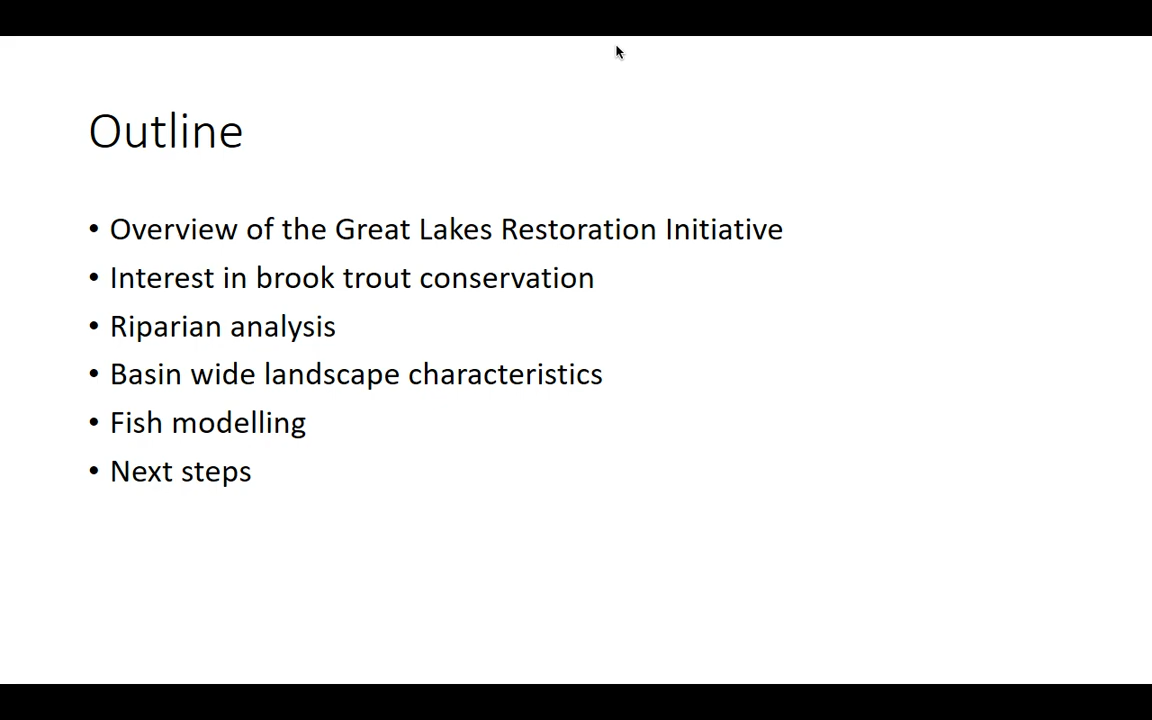 Outline
• Overview of the Great Lakes Restoration Initiative
• Interest in brook trout conservation
• Riparian analysis
• Basin wide landscape characteristics
• Fish modelling
• Next steps